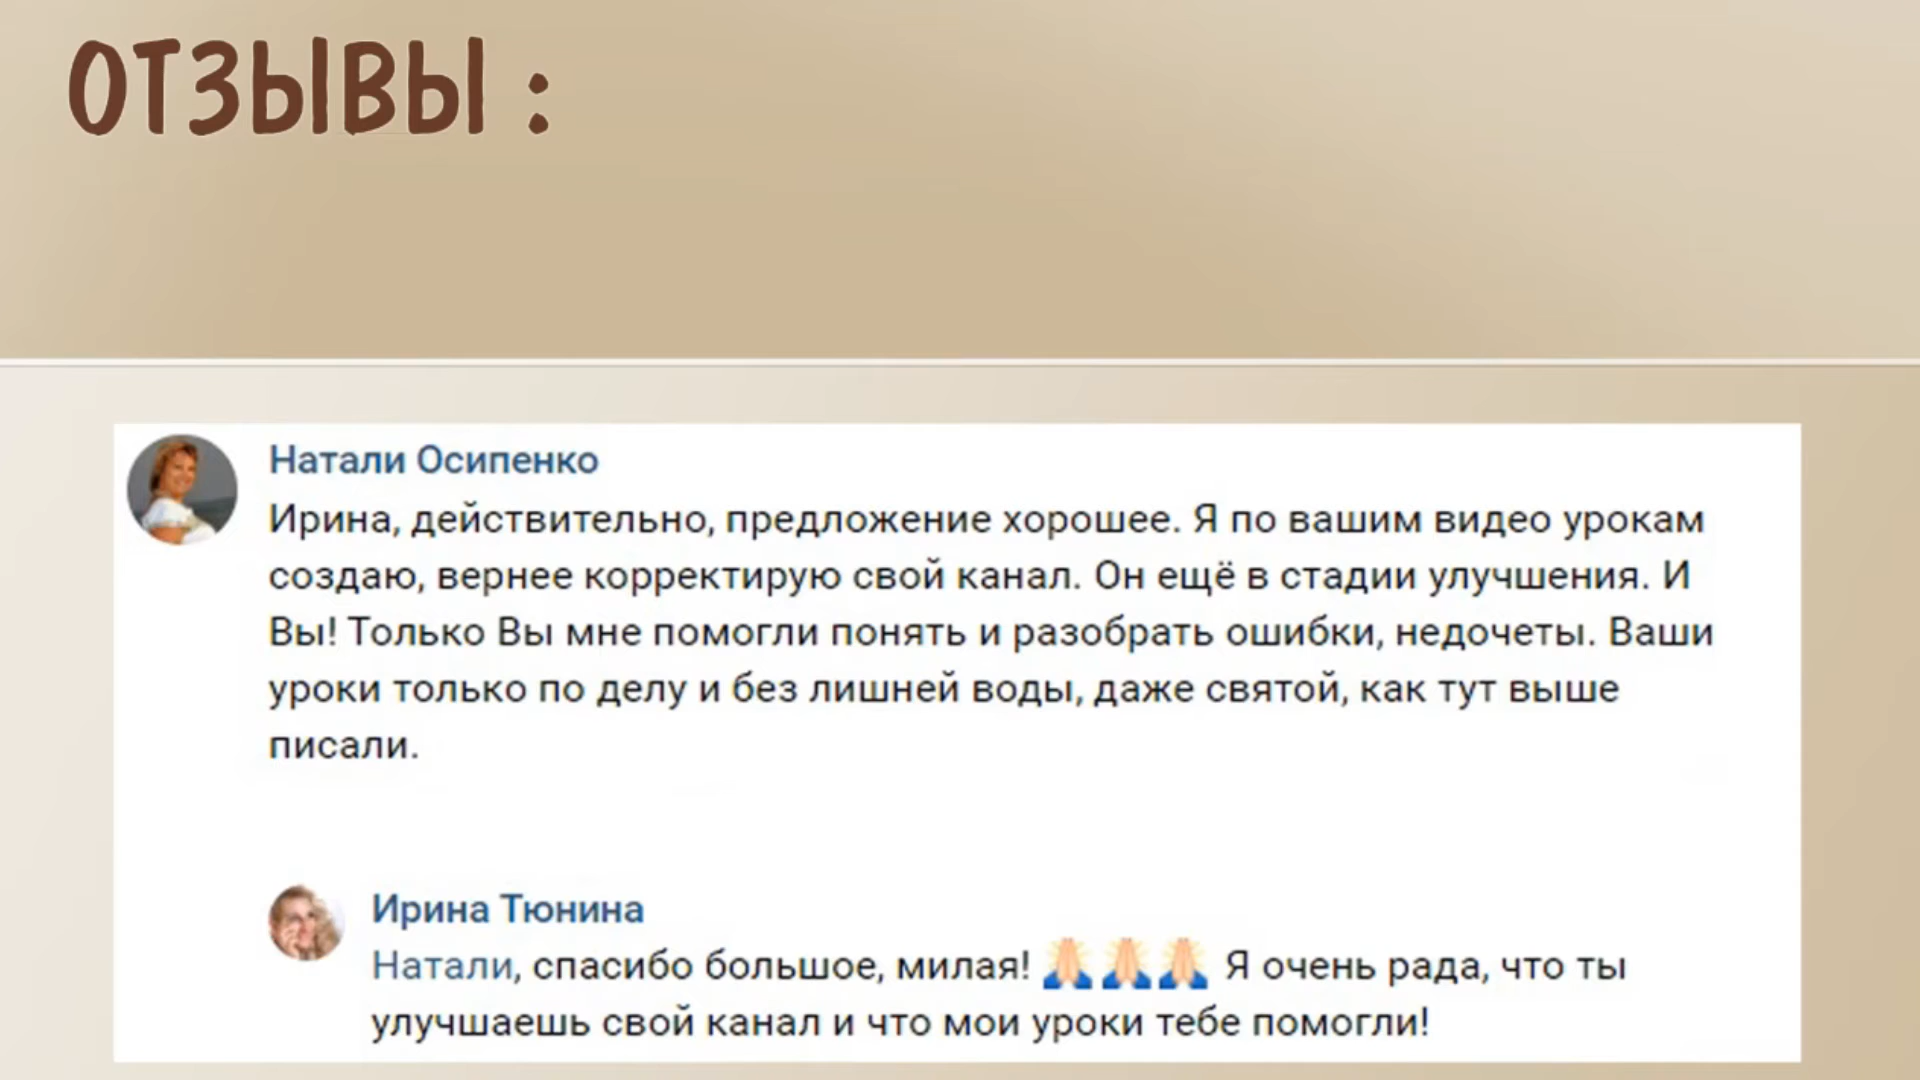 ОТЗЫВЫ :
Натали Осипенко
Ирина, действительно, предложение хорошее. Я по вашим видео урокам
создаю, вернее корректирую свой канал. Он ещё в стадии улучшения. И
Вы! Только Вы мне помогли понять и разобрать ошибки, недочеты. Ваши
уроки только по делу и без лишней воды, даже святой, как тут выше
писали.
Ирина Тюнина
Натали, спасибо большое, милая! 🙏🏻🙏🏻🙏🏻 Я очень рада, что ты
улучшаешь свой канал и что мои уроки тебе помогли!